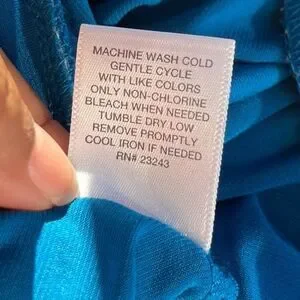 MACHINE WASH COLD
GENTLE CYCLE
WITH LIKE COLORS
ONLY NON-CHLORINE
BLEACH WHEN NEEDED
TUMBLE DRY LOW
REMOVE PROMPTLY
COOL IRON IF NEEDED
RN# 23243